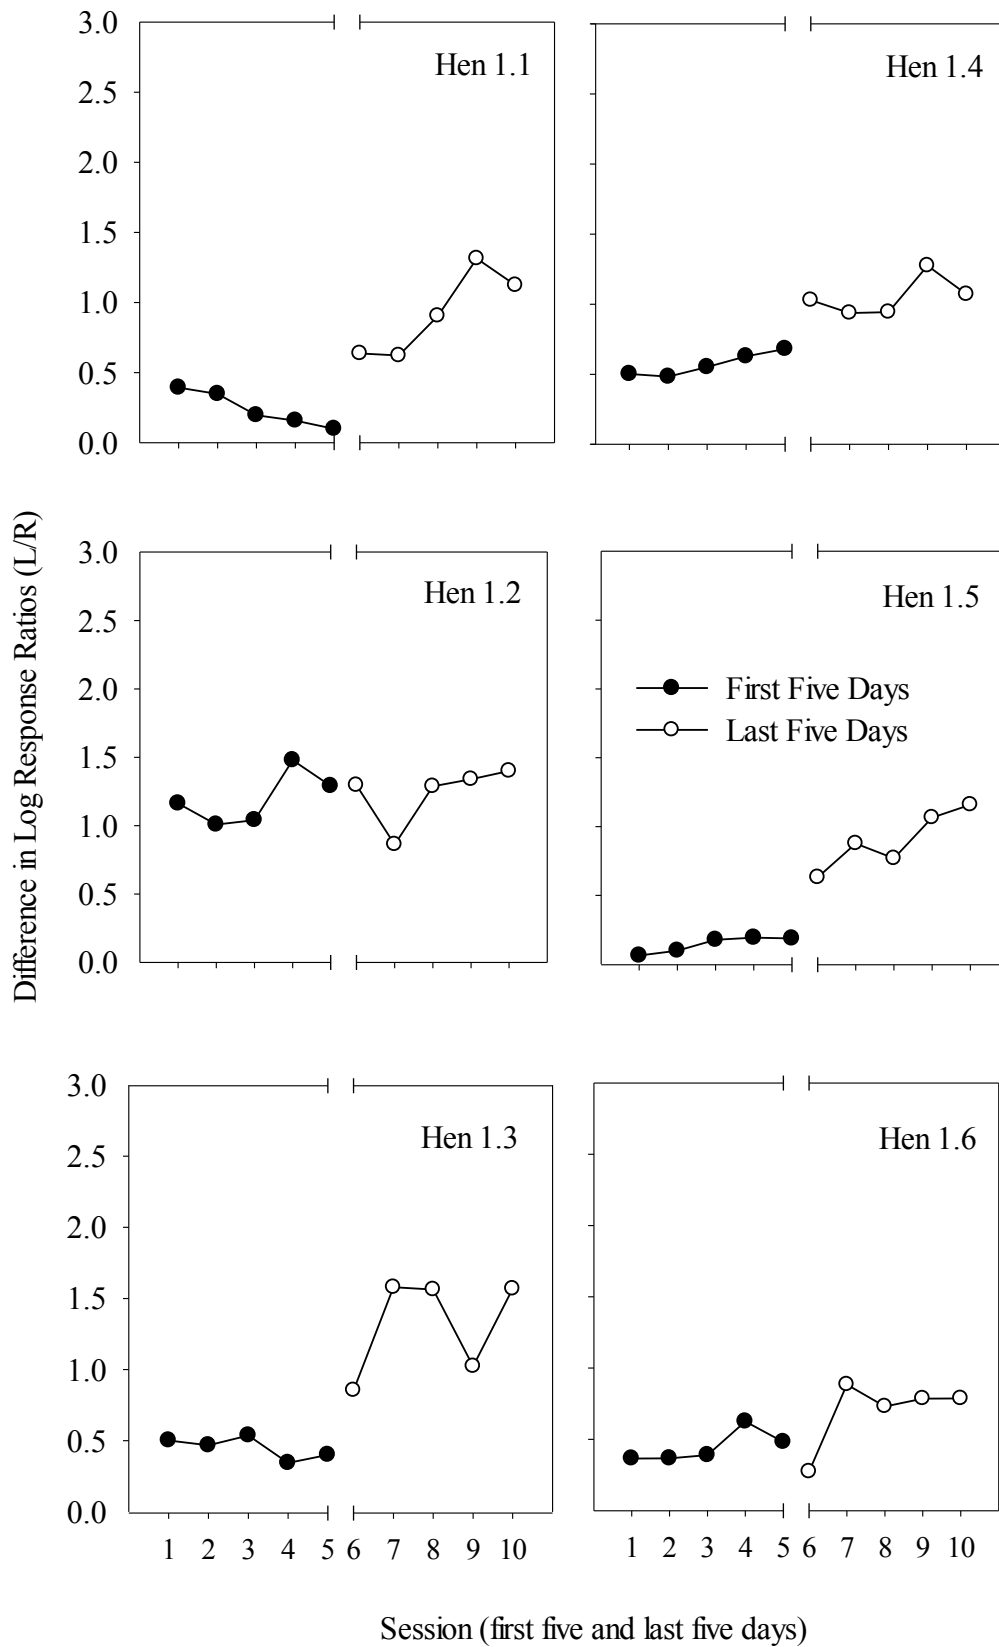 3.0
2.5
2.0
1.5
1.0
0.5
0.0
Hen 1.1
Hen 1.4
Difference in Log Response Ratios (L/R)
3.0
2.5
2.0
1.5
1.0
0.5
0.0
Hen 1.2
Hen 1.5
First Five Days
Last Five Days
3.0
2.5
2.0
1.5
1.0
0.5
0.0
Hen 1.3
Hen 1.6
1 2 3 4 5 6 7 8 9 10
1 2 3 4 5 6 7 8 9 10
Session (first five and last five days)